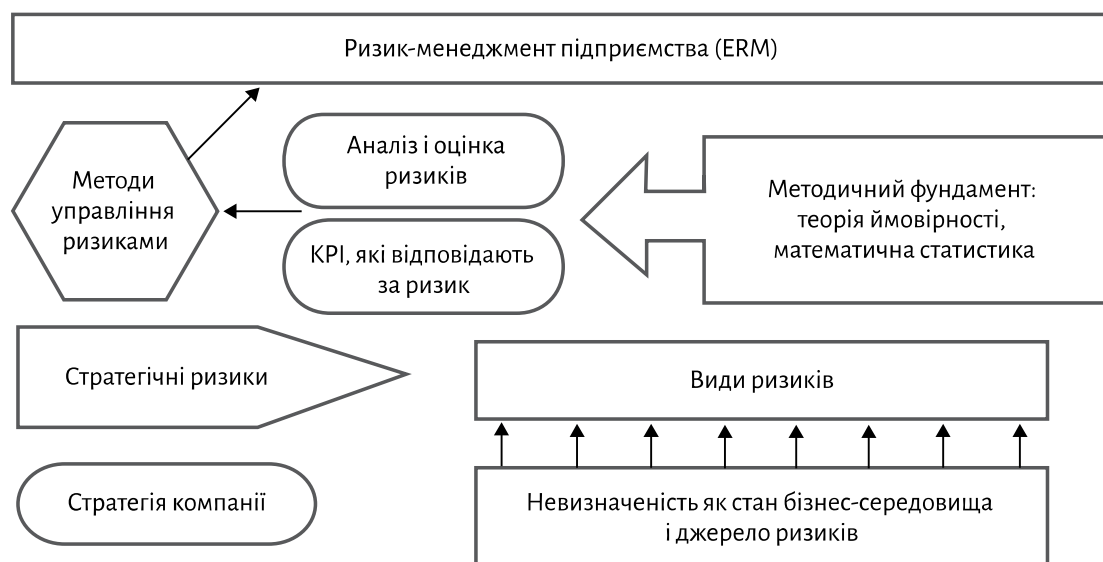 Ризик-менеджмент підприємства (ERM)
Методи
управління
ризиками
Аналіз і оцінка
ризиків
KPI, які відповідають
за ризик
Методичний фундамент:
теорія ймовірності,
математична статистика
Стратегічні ризики
Види ризиків
Стратегія компанії
Невизначеність як стан бізнес-середовища
і джерело ризиків